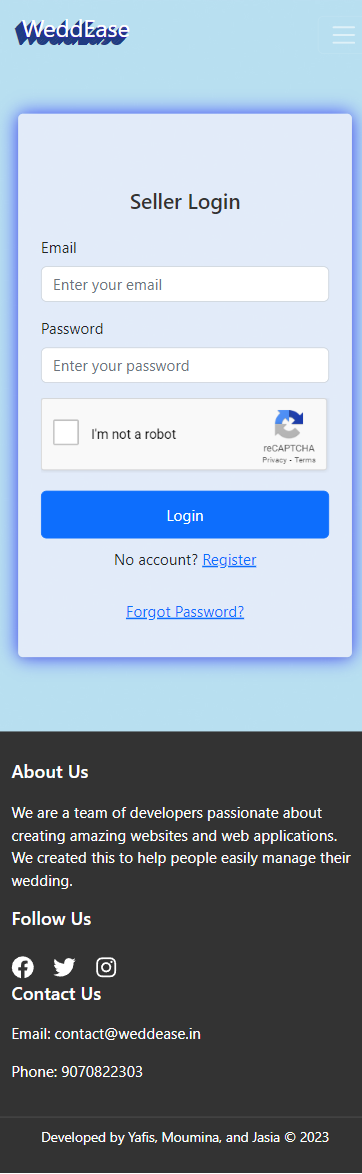 WeddEase
Seller Login
Email
Enter your email
Password
Enter your password
I'm not a robot
reCAPTCHA
Privacy - Terms
Login
No account? Register
Forgot Password?
About Us
We are a team of developers passionate about
creating amazing websites and web applications.
We created this to help people easily manage their
wedding.
Follow Us
Contact Us
Email: contact@weddease.in
Phone: 9070822303
Developed by Yafis, Moumina, and Jasia © 2023